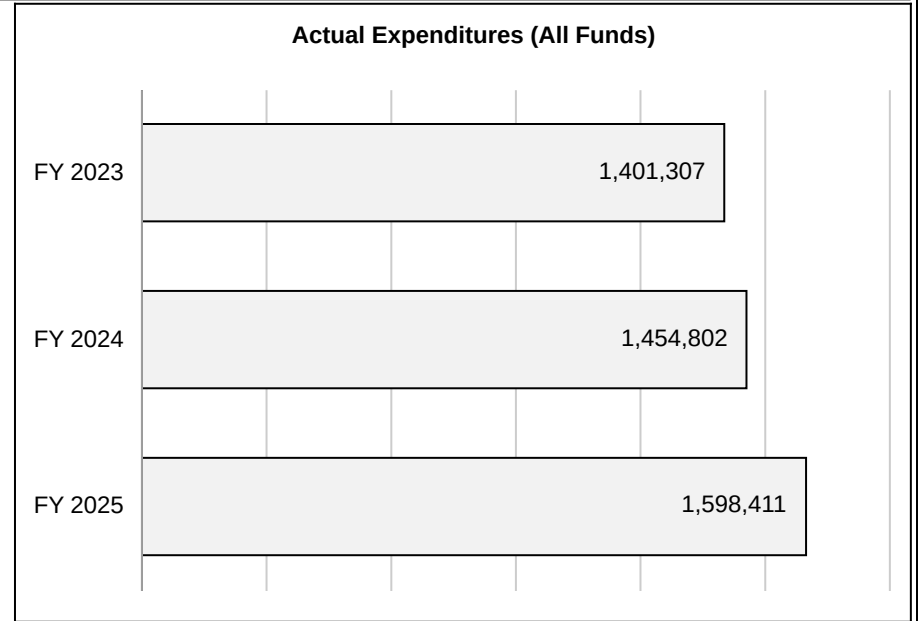 Actual Expenditures (All Funds)
FY 2023
1,401,307
FY 2024
1,454,802
FY 2025
1,598,411